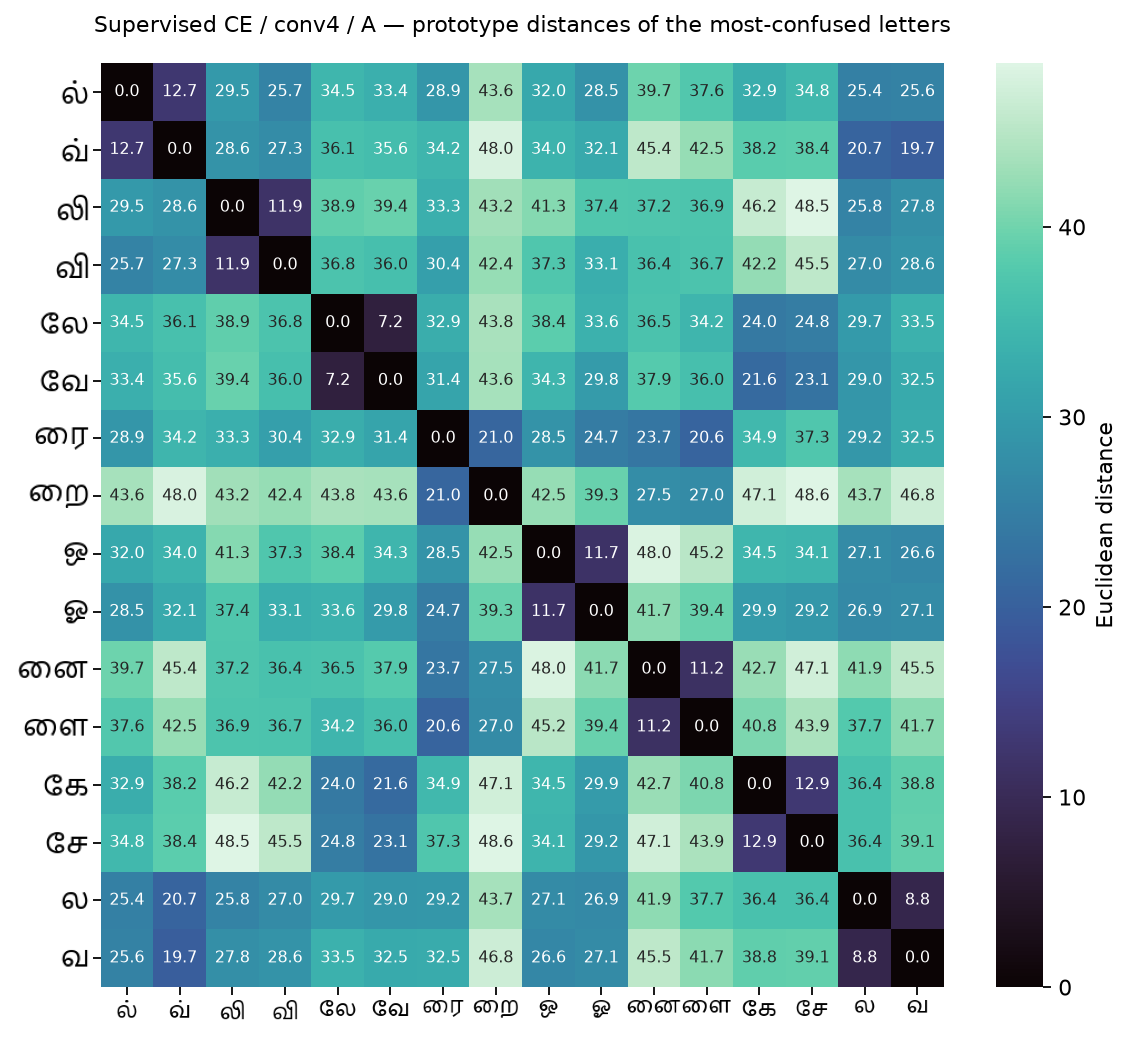 Supervised CE / conv4 / A — prototype distances of the most-confused letters
ல் 0.0 12.7 29.5 25.7 34.5 33.4 28.9 43.6 32.0 28.5 39.7 37.6 32.9 34.8 25.4 25.6
வ் 12.7 0.0 28.6 27.3 36.1 35.6 34.2 48.0 34.0 32.1 45.4 42.5 38.2 38.4 20.7 19.7
லி 29.5 28.6 0.0 11.9 38.9 39.4 33.3 43.2 41.3 37.4 37.2 36.9 46.2 48.5 25.8 27.8
வி 25.7 27.3 11.9 0.0 36.8 36.0 30.4 42.4 37.3 33.1 36.4 36.7 42.2 45.5 27.0 28.6
லே 34.5 36.1 38.9 36.8 0.0 7.2 32.9 43.8 38.4 33.6 36.5 34.2 24.0 24.8 29.7 33.5
வே 33.4 35.6 39.4 36.0 7.2 0.0 31.4 43.6 34.3 29.8 37.9 36.0 21.6 23.1 29.0 32.5
ரை 28.9 34.2 33.3 30.4 32.9 31.4 0.0 21.0 28.5 24.7 23.7 20.6 34.9 37.3 29.2 32.5
றை 43.6 48.0 43.2 42.4 43.8 43.6 21.0 0.0 42.5 39.3 27.5 27.0 47.1 48.6 43.7 46.8
ஒ 32.0 34.0 41.3 37.3 38.4 34.3 28.5 42.5 0.0 11.7 48.0 45.2 34.5 34.1 27.1 26.6
ஓ 28.5 32.1 37.4 33.1 33.6 29.8 24.7 39.3 11.7 0.0 41.7 39.4 29.9 29.2 26.9 27.1
னை 39.7 45.4 37.2 36.4 36.5 37.9 23.7 27.5 48.0 41.7 0.0 11.2 42.7 47.1 41.9 45.5
ளை 37.6 42.5 36.9 36.7 34.2 36.0 20.6 27.0 45.2 39.4 11.2 0.0 40.8 43.9 37.7 41.7
கே 32.9 38.2 46.2 42.2 24.0 21.6 34.9 47.1 34.5 29.9 42.7 40.8 0.0 12.9 36.4 38.8
சே 34.8 38.4 48.5 45.5 24.8 23.1 37.3 48.6 34.1 29.2 47.1 43.9 12.9 0.0 36.4 39.1
ல 25.4 20.7 25.8 27.0 29.7 29.0 29.2 43.7 27.1 26.9 41.9 37.7 36.4 36.4 0.0 8.8
வ 25.6 19.7 27.8 28.6 33.5 32.5 32.5 46.8 26.6 27.1 45.5 41.7 38.8 39.1 8.8 0.0
ல் வ் லி வி லே வே ரை றை ஒ ஓ னை ளை கே சே ல வ
40
30
20
10
0
Euclidean distance